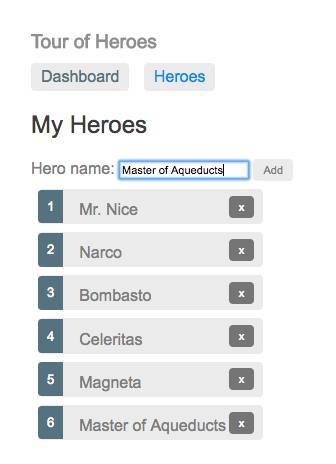 Tour of Heroes
Dashboard Heroes
My Heroes
Hero name: Master of Aqueducts Add
1 Mr. Nice x
2 Narco x
3 Bombasto x
4 Celeritas x
5 Magneta x
6 Master of Aqueducts x